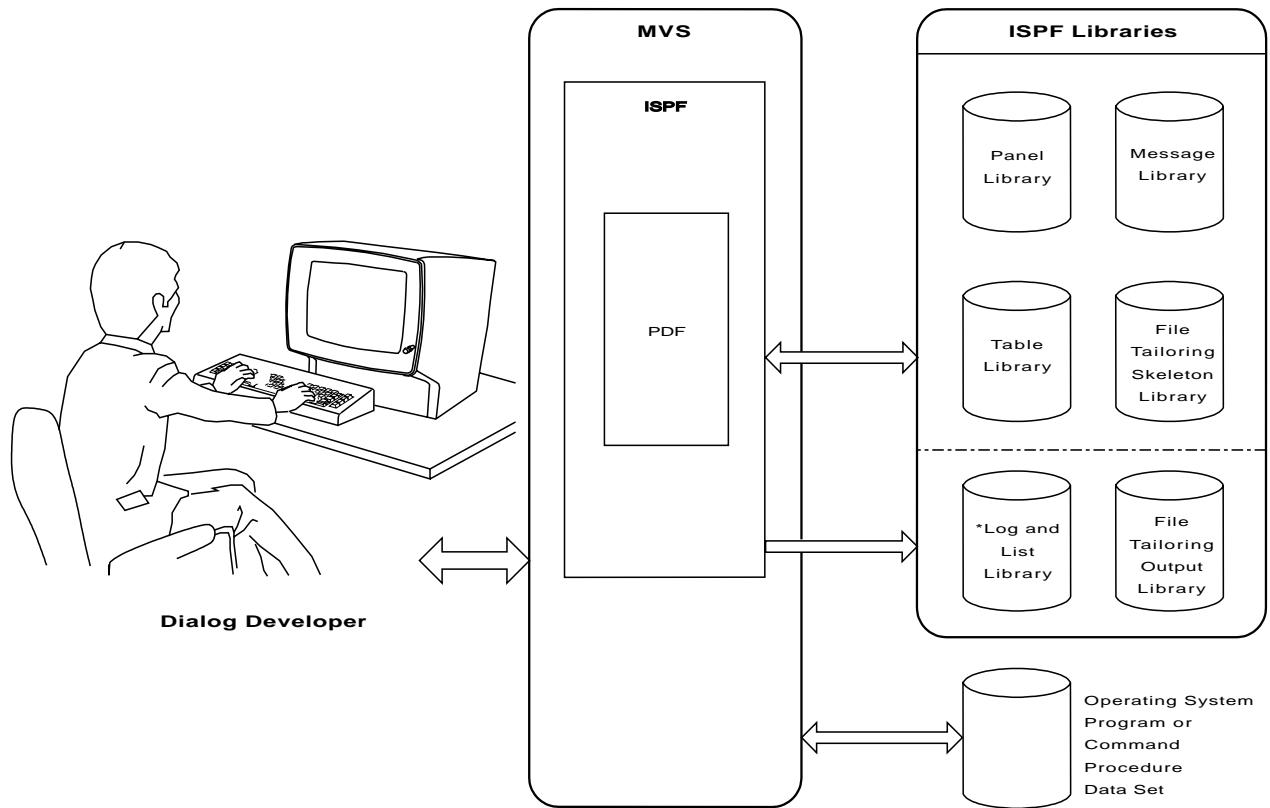 MVS
ISPF
PDF
Dialog Developer
ISPF Libraries
Panel
Library
Message
Library
Table
Library
File
Tailoring
Skeleton
Library
*Log and
List
Library
File
Tailoring
Output
Library
Operating System
Program or
Command
Procedure
Data Set